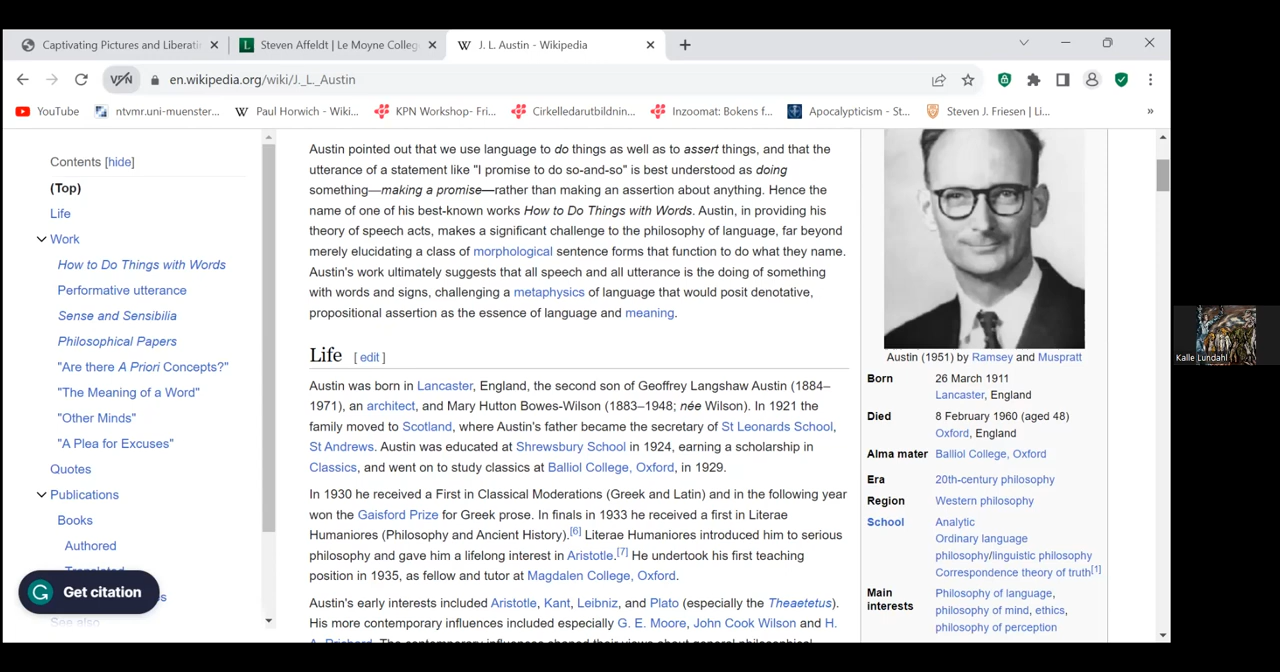 Captivating Pictures and Liberati
Steven Affeldt | Le Moyne Colleg
J. L. Austin - Wikipedia
VPN
en.wikipedia.org/wiki/J._L._Austin
YouTube
ntvmr.uni-muenster...
Paul Horwich - Wiki...
KPN Workshop- Fri...
Cirkelledarutbildnin...
Inzoomat: Bokens f...
Apocalypticism - St...
Steven J. Friesen | Li...
»
Contents [hide]
(Top)
Life
Work
How to Do Things with Words
Performative utterance
Sense and Sensibilia
Philosophical Papers
"Are there A Priori Concepts?"
"The Meaning of a Word"
"Other Minds"
"A Plea for Excuses"
Quotes
Publications
Books
Authored
Translated
Get citation
See also
Austin pointed out that we use language to do things as well as to assert things, and that the
utterance of a statement like "I promise to do so-and-so" is best understood as doing
something—making a promise—rather than making an assertion about anything. Hence the
name of one of his best-known works How to Do Things with Words. Austin, in providing his
theory of speech acts, makes a significant challenge to the philosophy of language, far beyond
merely elucidating a class of morphological sentence forms that function to do what they name.
Austin's work ultimately suggests that all speech and all utterance is the doing of something
with words and signs, challenging a metaphysics of language that would posit denotative,
propositional assertion as the essence of language and meaning.
Life [ edit ]
Austin was born in Lancaster, England, the second son of Geoffrey Langshaw Austin (1884–
1971), an architect, and Mary Hutton Bowes-Wilson (1883–1948; née Wilson). In 1921 the
family moved to Scotland, where Austin's father became the secretary of St Leonards School,
St Andrews. Austin was educated at Shrewsbury School in 1924, earning a scholarship in
Classics, and went on to study classics at Balliol College, Oxford, in 1929.
In 1930 he received a First in Classical Moderations (Greek and Latin) and in the following year
won the Gaisford Prize for Greek prose. In finals in 1933 he received a first in Literae
Humaniores (Philosophy and Ancient History).[6] Literae Humaniores introduced him to serious
philosophy and gave him a lifelong interest in Aristotle.[7] He undertook his first teaching
position in 1935, as fellow and tutor at Magdalen College, Oxford.
Austin's early interests included Aristotle, Kant, Leibniz, and Plato (especially the Theaetetus).
His more contemporary influences included especially G. E. Moore, John Cook Wilson and H.
A. Prichard. The contemporary influences shaped their views about general philosophical
Austin (1951) by Ramsey and Muspratt
Born 26 March 1911
Lancaster, England
Died 8 February 1960 (aged 48)
Oxford, England
Alma mater Balliol College, Oxford
Era 20th-century philosophy
Region Western philosophy
School Analytic
Ordinary language
philosophy/linguistic philosophy
Correspondence theory of truth[1]
Main interests Philosophy of language,
philosophy of mind, ethics,
philosophy of perception
Kalle Lundahl